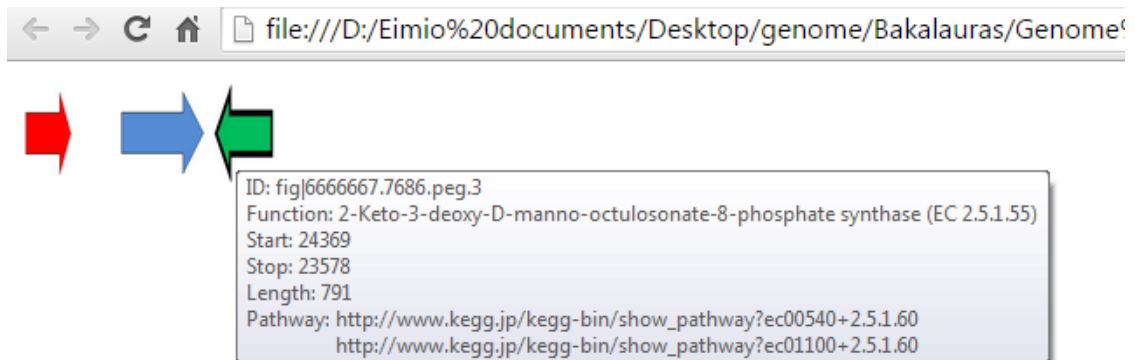 file:///D:/Eimio%20documents/Desktop/genome/Bakalauras/Genome%
ID: fig|6666667.7686.peg.3
Function: 2-Keto-3-deoxy-D-manno-octulosonate-8-phosphate synthase (EC 2.5.1.55)
Start: 24369
Stop: 23578
Length: 791
Pathway: http://www.kegg.jp/kegg-bin/show_pathway?ec00540+2.5.1.60
http://www.kegg.jp/kegg-bin/show_pathway?ec01100+2.5.1.60